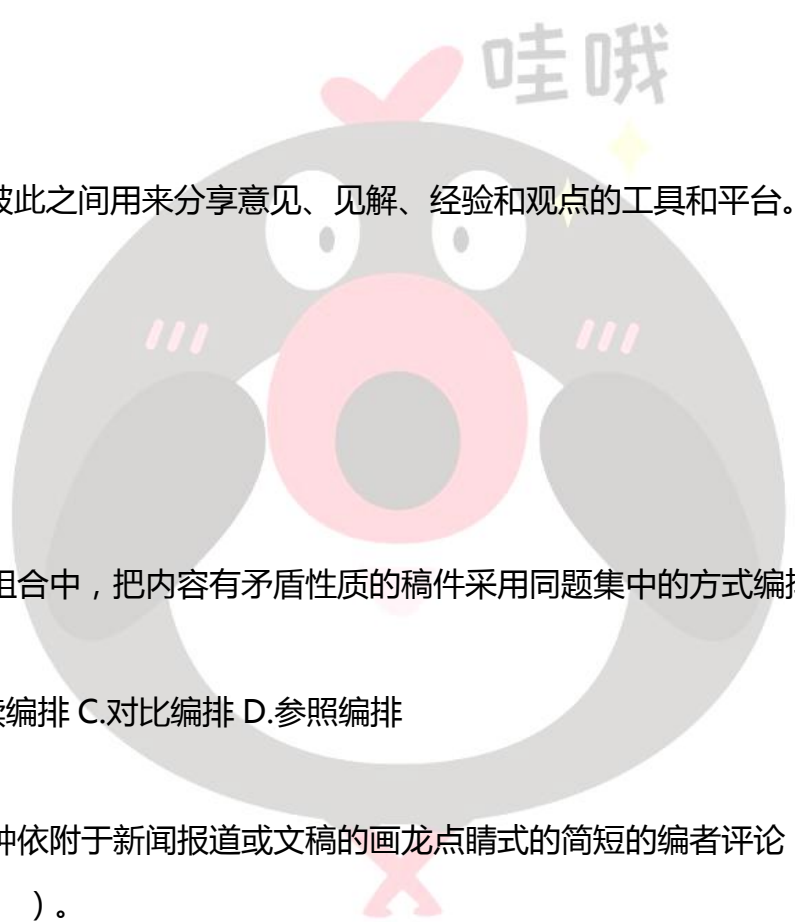 哇哦
彼此之间用来分享意见、见解、经验和观点的工具和平台。
组合中，把内容有矛盾性质的稿件采用同题集中的方式编排
编排 C.对比编排 D.参照编排
种依附于新闻报道或文稿的画龙点睛式的简短的编者评论
）。